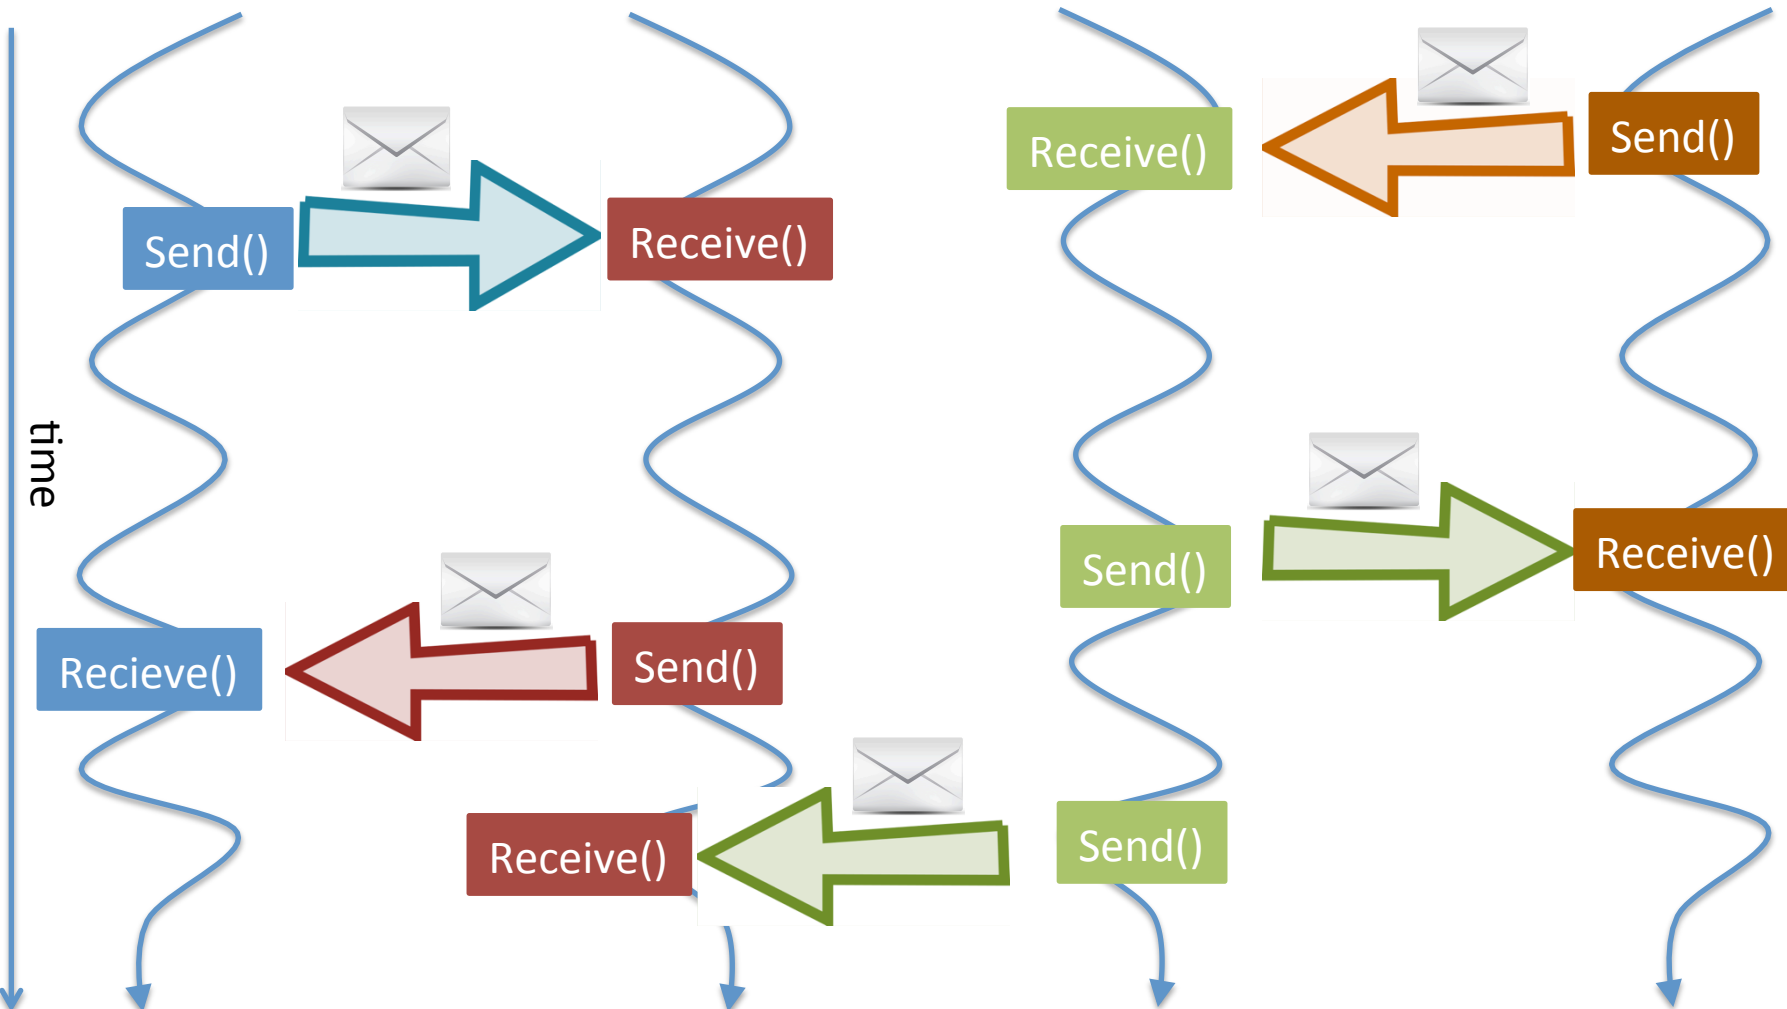 Receive()
Send()
Send()
Receive()
time
Send()
Receive()
Recieve()
Send()
Receive()
Send()